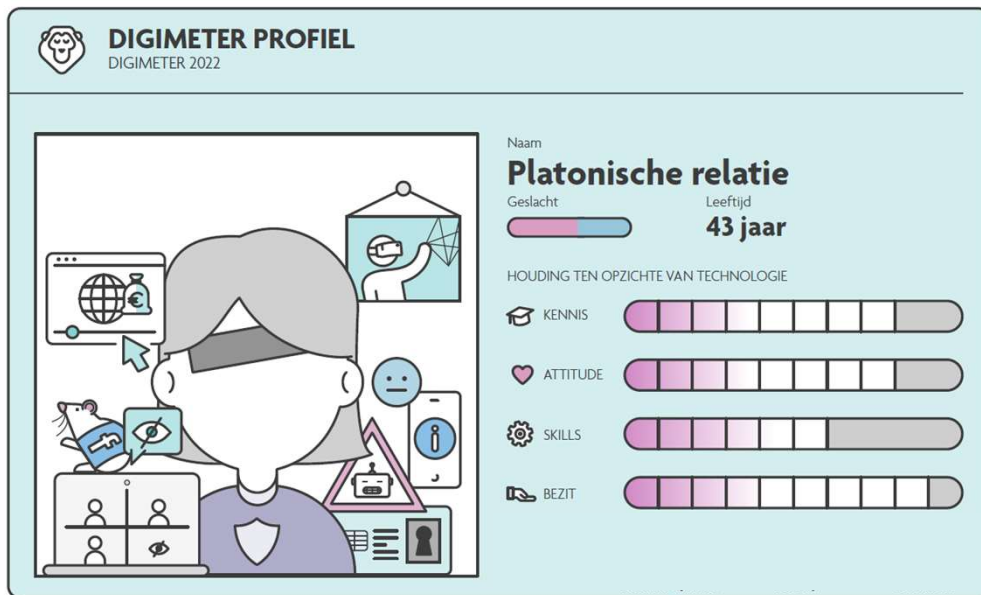 DIGIMETER PROFIEL
DIGIMETER 2022
Naam
Platonische relatie
Geslacht
Leeftijd
43 jaar
HOUDING TEN OPZICHTE VAN TECHNOLOGIE
KENNIS
ATTITUDE
SKILLS
BEZIT